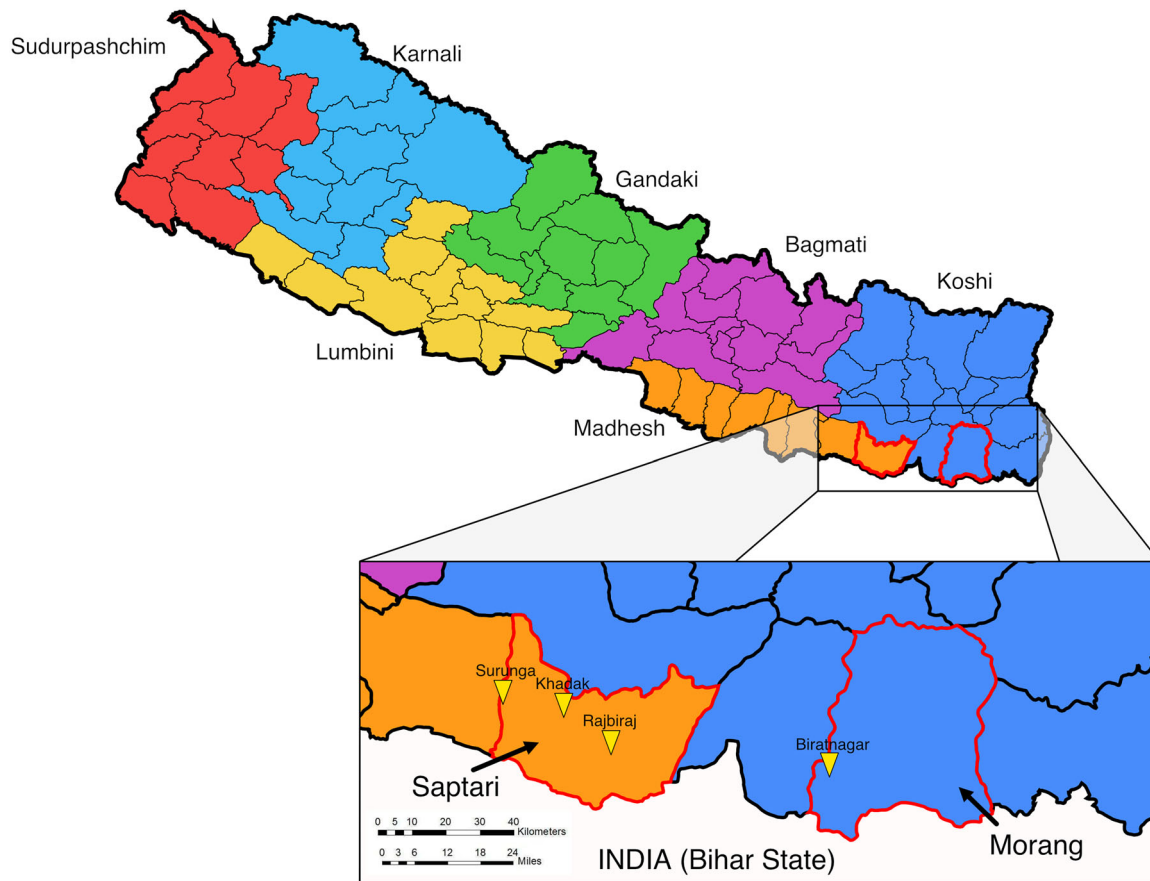 Sudurpashchim
Karnali
Gandaki
Bagmati
Koshi
Lumbini
Madhesh
Surunga
Khadak
Rajbiraj
Biratnagar
Saptari
Morang
0 5 10 20 30 40
Kilometers
0 3 6 12 18 24
Miles
INDIA (Bihar State)